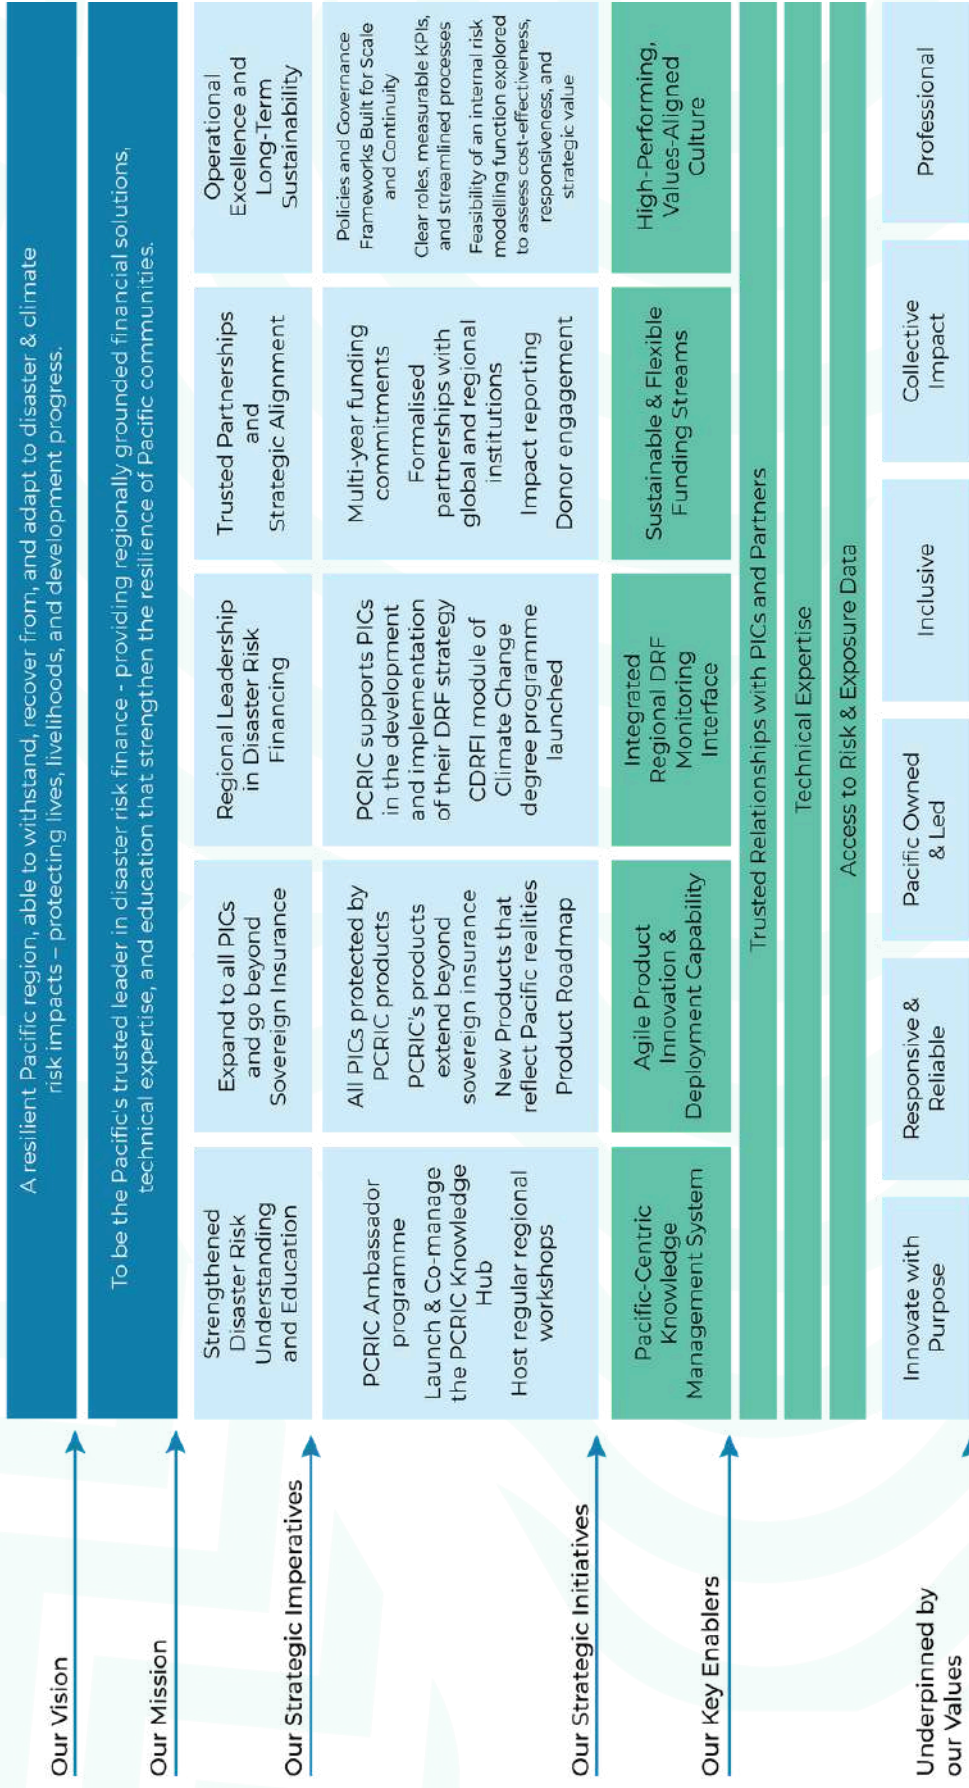 Our Vision
A resilient Pacific region, able to withstand, recover from, and adapt to disaster & climate
risk impacts – protecting lives, livelihoods, and development progress.
Our Mission
To be the Pacific's trusted leader in disaster risk finance - providing regionally grounded financial solutions,
technical expertise, and education that strengthen the resilience of Pacific communities.
Our Strategic Imperatives
Strengthened
Disaster Risk
Understanding
and Education
Expand to all PICs
and go beyond
Sovereign Insurance
Regional Leadership
in Disaster Risk
Financing
Trusted Partnerships
and
Strategic Alignment
Operational
Excellence and
Long-Term
Sustainability
Our Strategic Initiatives
PCRIC Ambassador
programme
Launch & Co-manage
the PCRIC Knowledge
Hub
Host regular regional
workshops
All PICs protected by
PCRIC products
PCRIC's products
extend beyond
sovereign insurance
New Products that
reflect Pacific realities
Product Roadmap
PCRIC supports PICs
in the development
and implementation
of their DRF strategy
CDRFI module of
Climate Change
degree programme
launched
Multi-year funding
commitments
Formalised
partnerships with
global and regional
institutions
Impact reporting
Donor engagement
Policies and Governance
Frameworks Built for Scale
and Continuity
Clear roles, measurable KPIs,
and streamlined processes
Feasibility of an internal risk
modelling function explored
to assess cost-effectiveness,
responsiveness, and
strategic value
Our Key Enablers
Pacific-Centric
Knowledge
Management System
Agile Product
Innovation &
Deployment Capability
Integrated
Regional DRF
Monitoring
Interface
Sustainable & Flexible
Funding Streams
High-Performing,
Values-Aligned
Culture
Trusted Relationships with PICs and Partners
Technical Expertise
Access to Risk & Exposure Data
Underpinned by
our Values
Innovate with
Purpose
Responsive &
Reliable
Pacific Owned
& Led
Inclusive
Collective
Impact
Professional